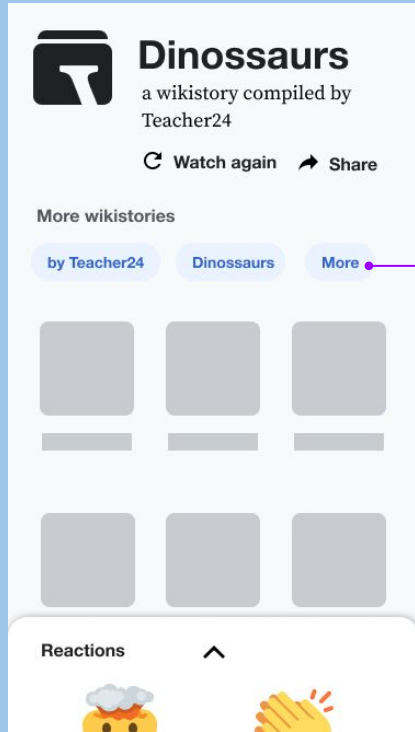 Dinossaurs
a wikistory compiled by
Teacher24
Watch again Share
More wikistories
by Teacher24 Dinossaurs More
Reactions